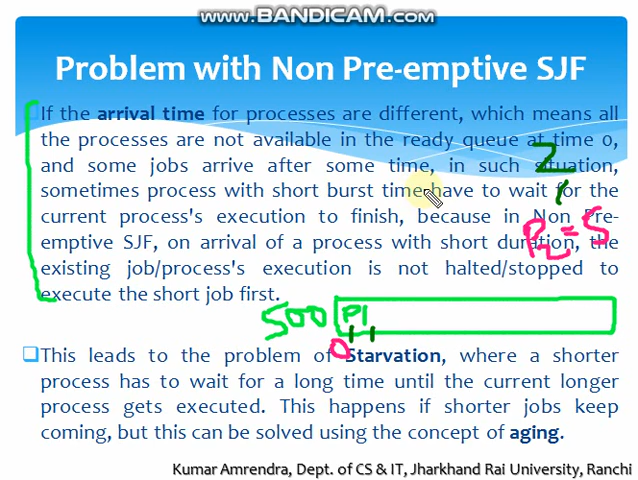 www.BANDICAM.com
Problem with Non Pre-emptive SJF
If the arrival time for processes are different, which means all
the processes are not available in the ready queue at time 0,
and some jobs arrive after some time, in such situation,
sometimes process with short burst time have to wait for the
current process's execution to finish, because in Non Pre-
emptive SJF, on arrival of a process with short duration, the
existing job/process's execution is not halted/stopped to
execute the short job first.
2
1
P2=5
500 P1
0
This leads to the problem of Starvation, where a shorter
process has to wait for a long time until the current longer
process gets executed. This happens if shorter jobs keep
coming, but this can be solved using the concept of aging.
Kumar Amrendra, Dept. of CS & IT, Jharkhand Rai University, Ranchi